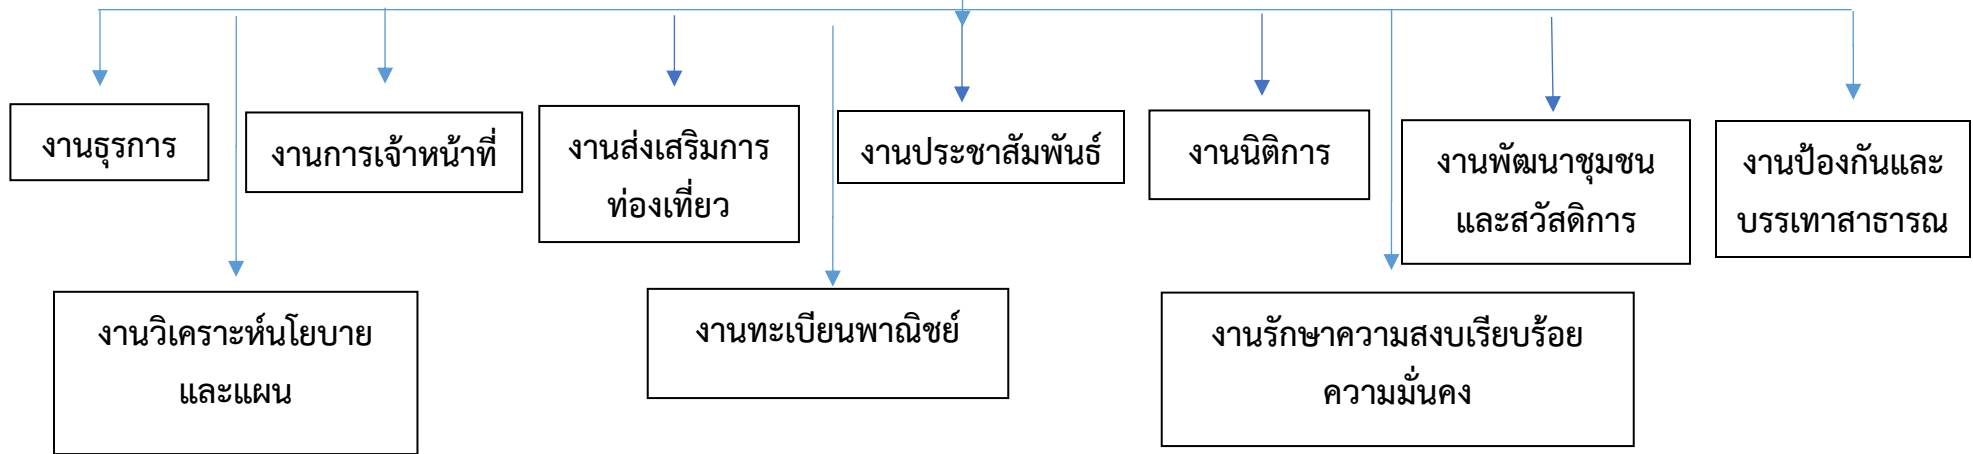 งานธุรการ
งานการเจ้าหน้าที่
งานส่งเสริมการ
ท่องเที่ยว
งานประชาสัมพันธ์
งานนิติการ
งานพัฒนาชุมชน
และสวัสดิการ
งานป้องกันและ
บรรเทาสาธารณ
งานวิเคราะห์นโยบาย
และแผน
งานทะเบียนพาณิชย์
งานรักษาความสงบเรียบร้อย
ความมั่นคง